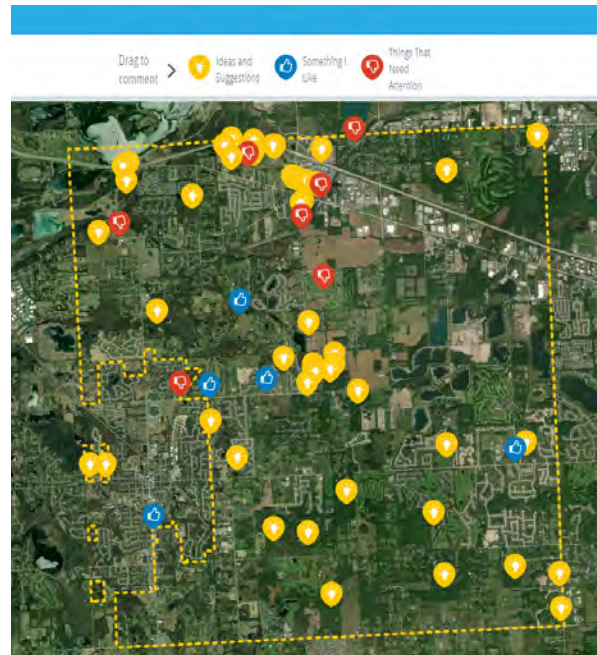 Drag to
comment
Ideas and
Suggestions
Something I
Like
Things That
Need
Attention